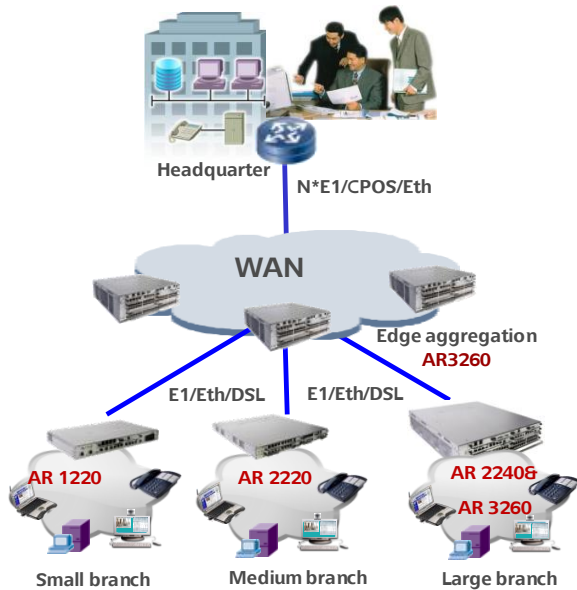 Headquarter
N*E1/CPOS/Eth
WAN
Edge aggregation
AR3260
E1/Eth/DSL
E1/Eth/DSL
AR 1220
AR 2220
AR 2240&
AR 3260
Small branch
Medium branch
Large branch